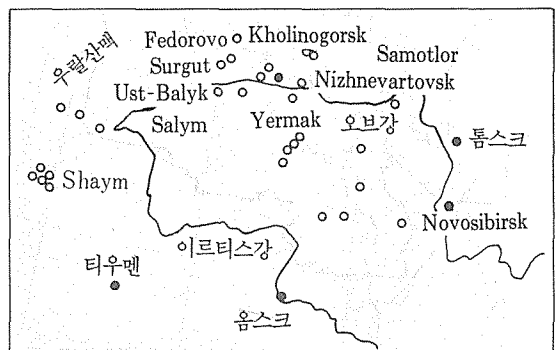 우랄산맥
Fedorovo
Kholinogorsk
Surgut
Samotlor
Nizhnevartovsk
Ust-Balyk
Salym
Yermak
오브강
톰스크
Shaym
Novosibirsk
이르티스강
티우멘
옴스크